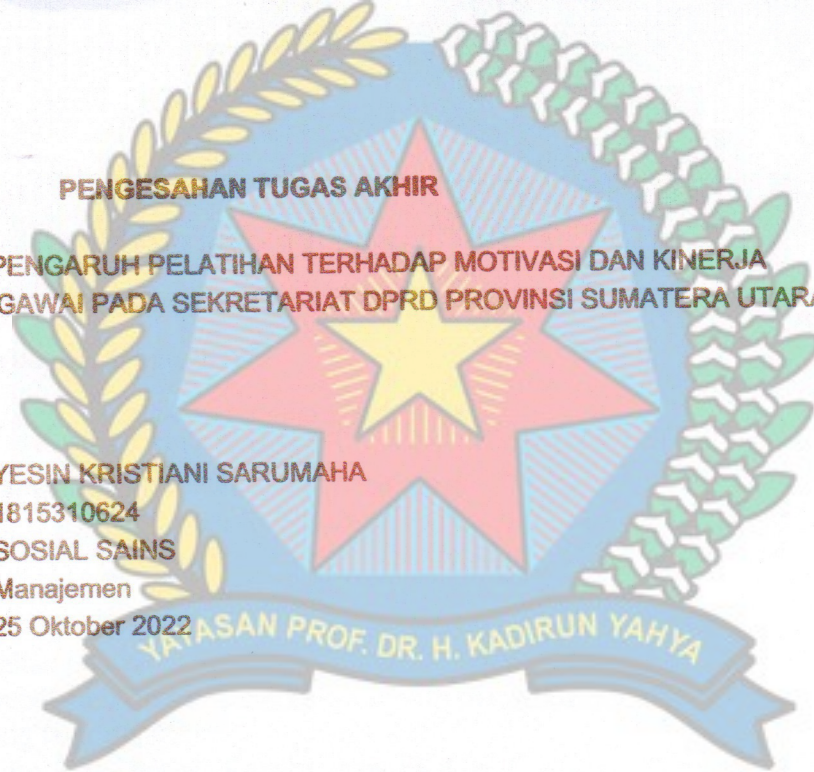 PENGESAHAN TUGAS AKHIR
PENGARUH PELATIHAN TERHADAP MOTIVASI DAN KINERJA
GAWAI PADA SEKRETARIAT DPRD PROVINSI SUMATERA UTARA
YESIN KRISTIANI SARUMAHA
1815310624
SOSIAL SAINS
Manajemen
25 Oktober 2022
YAYASAN PROF. DR. H. KADIRUN YAHYA